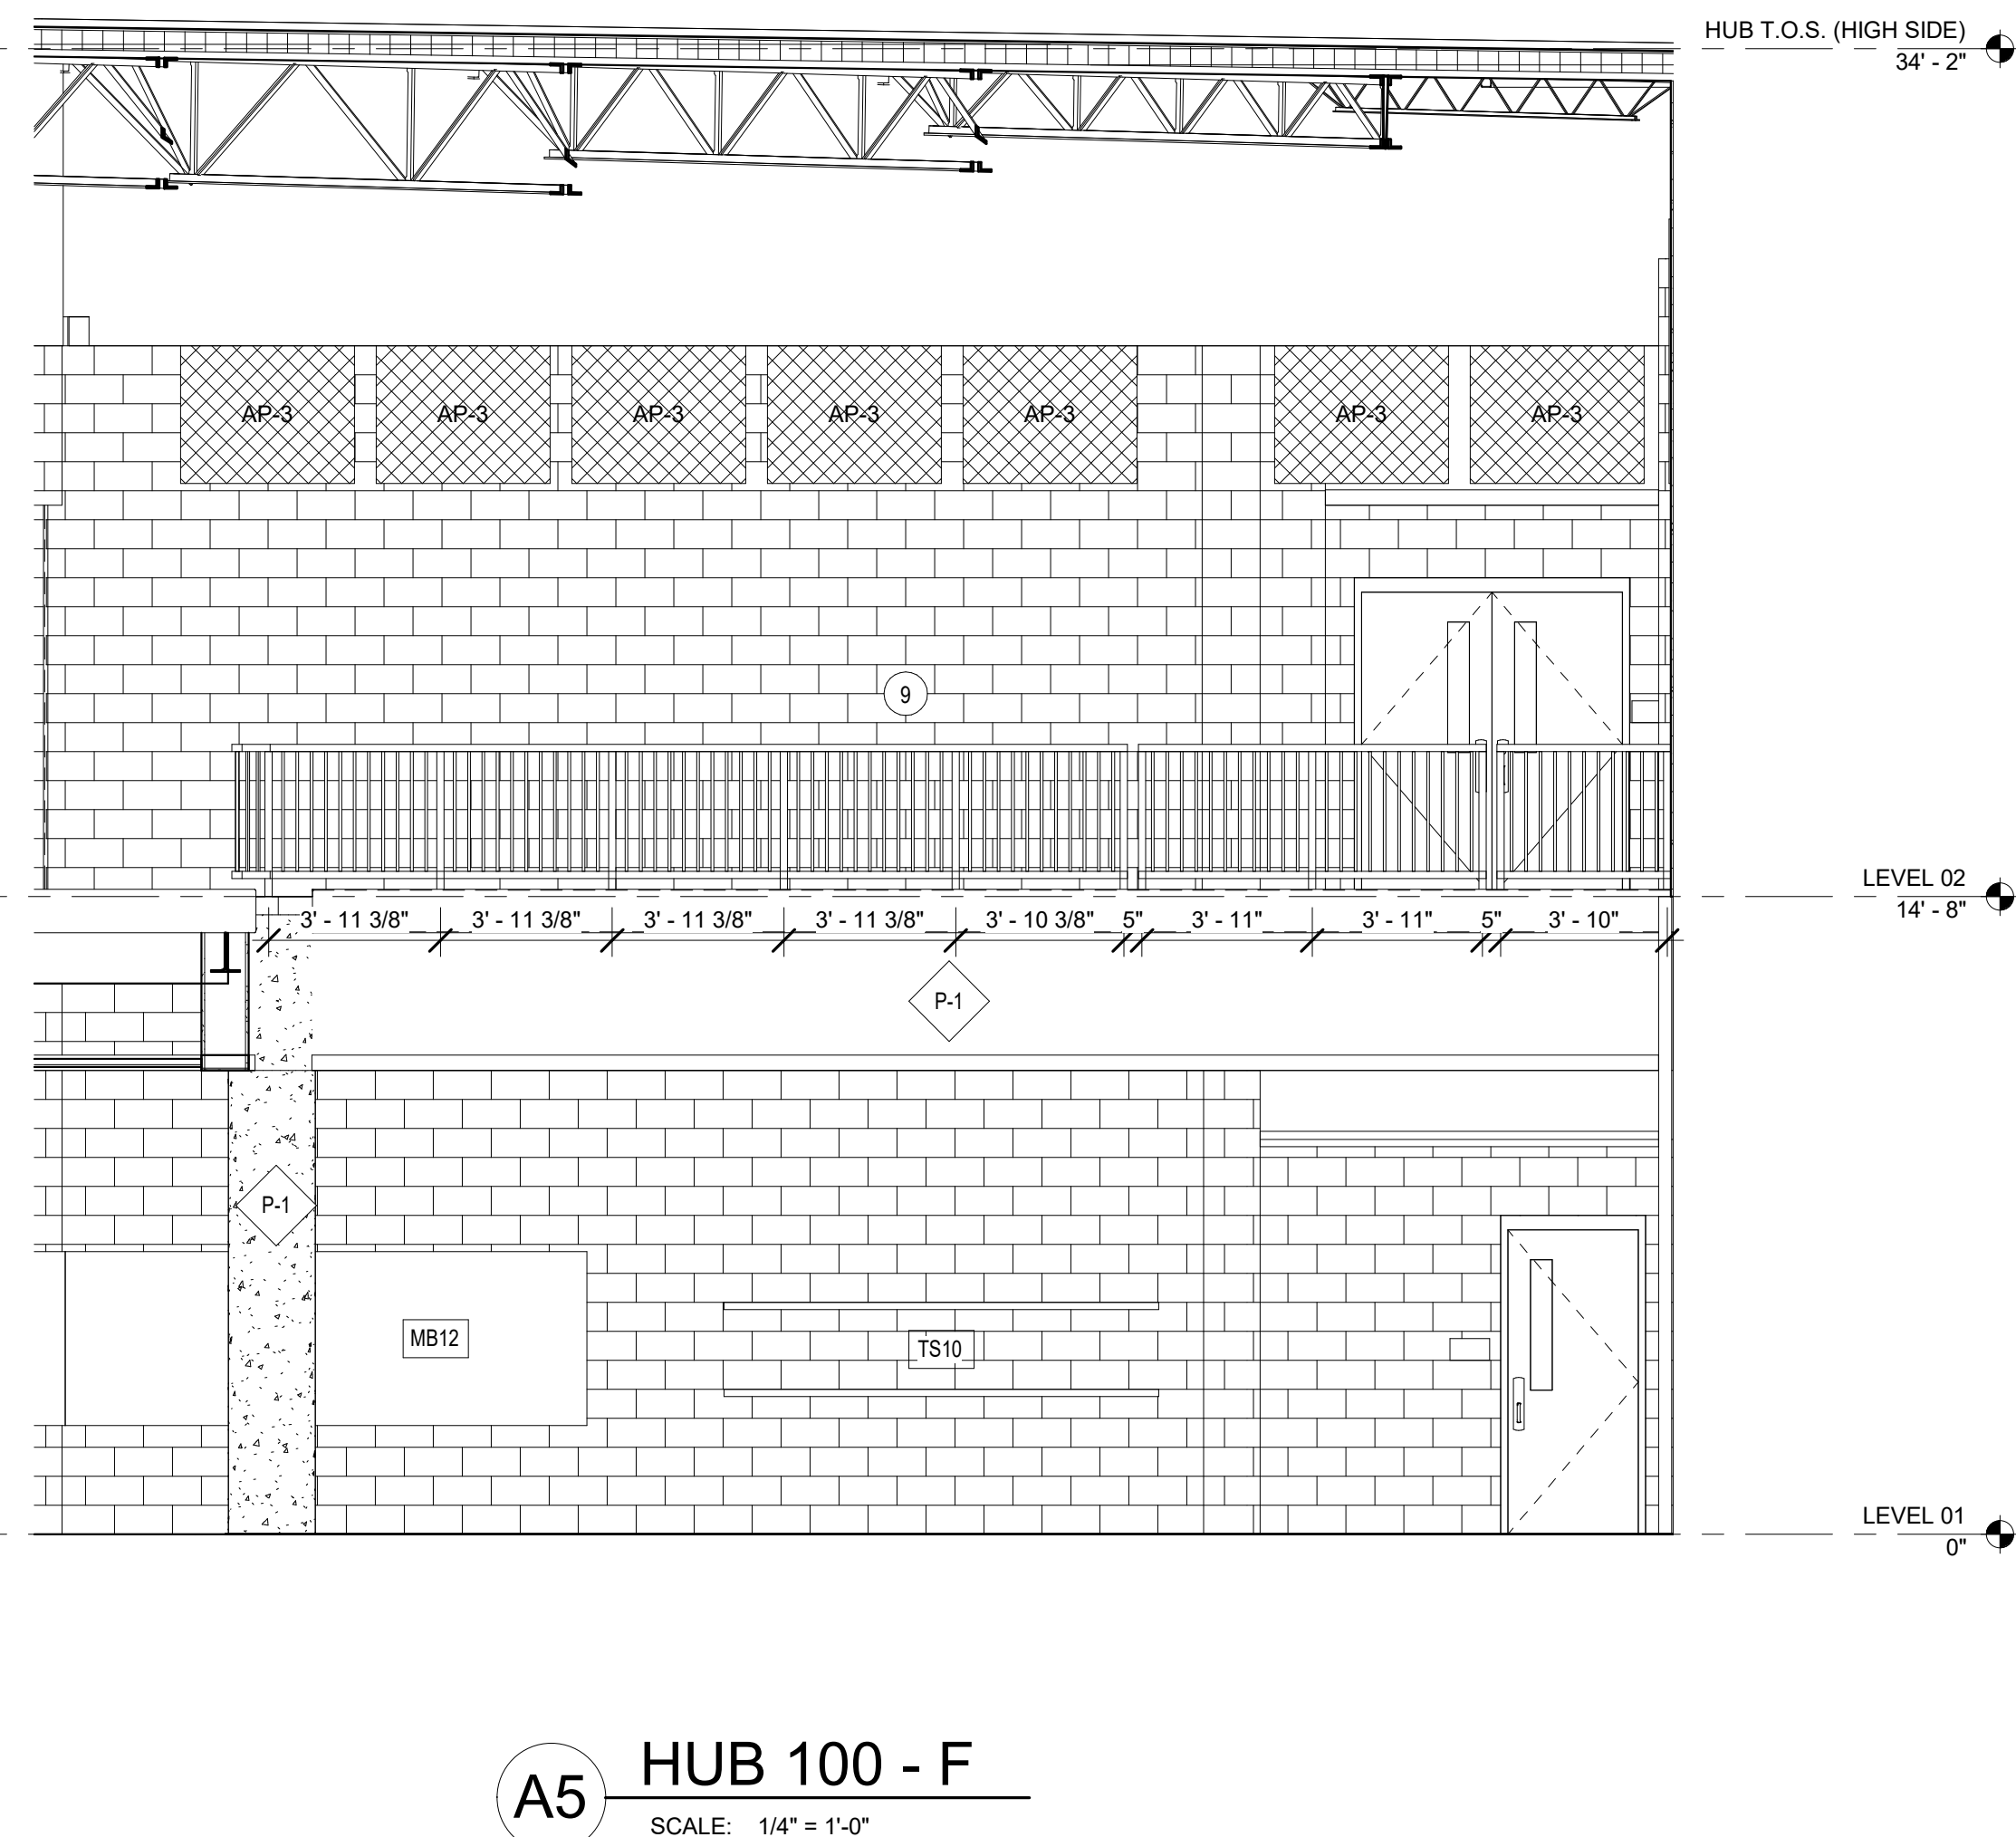 HUB T.O.S. (HIGH SIDE)
34' - 2"
AP-3 AP-3 AP-3 AP-3 AP-3 AP-3 AP-3
9
LEVEL 02
14' - 8"
3' - 11 3/8" 3' - 11 3/8" 3' - 11 3/8" 3' - 11 3/8" 3' - 10 3/8" 5" 3' - 11" 3' - 11" 5" 3' - 10"
P-1
P-1
MB12
TS10
LEVEL 01
0"
A5
HUB 100 - F
SCALE: 1/4" = 1'-0"